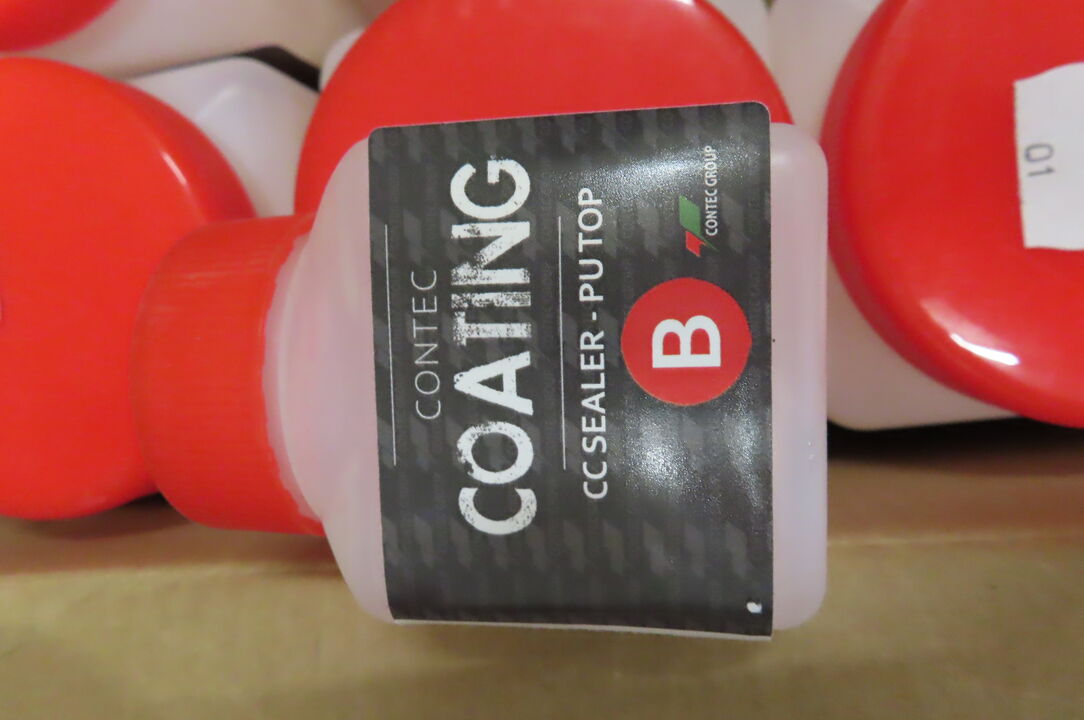 CONTEC
COATING
CC SEALER - PU TOP
B
CONTEC GROUP
01